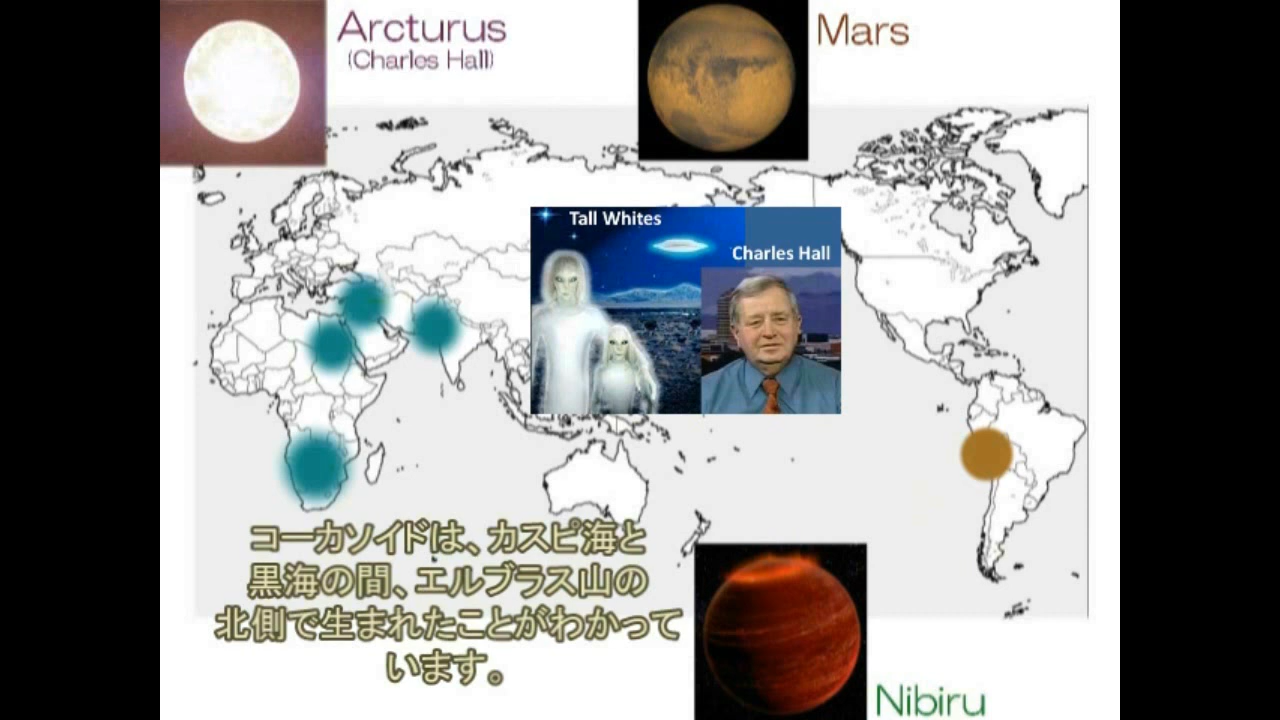 Arcturus
(Charles Hall)
Mars
Tall Whites
Charles Hall
コーカソイドは、カスピ海と
黒海の間、エルブラス山の
北側で生まれたことがわかって
います。
Nibiru